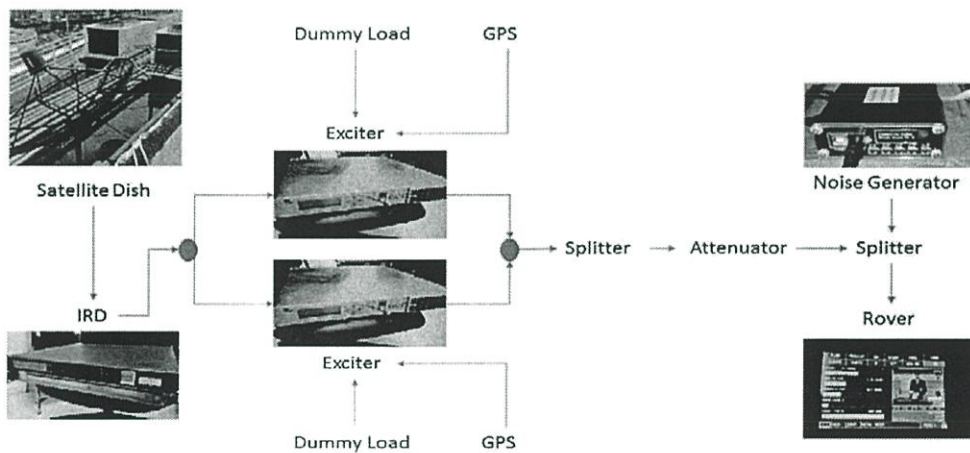 Dummy Load
GPS
Exciter
Satellite Dish
Noise Generator
Splitter
Attenuator
Splitter
IRD
Rover
Exciter
Dummy Load
GPS